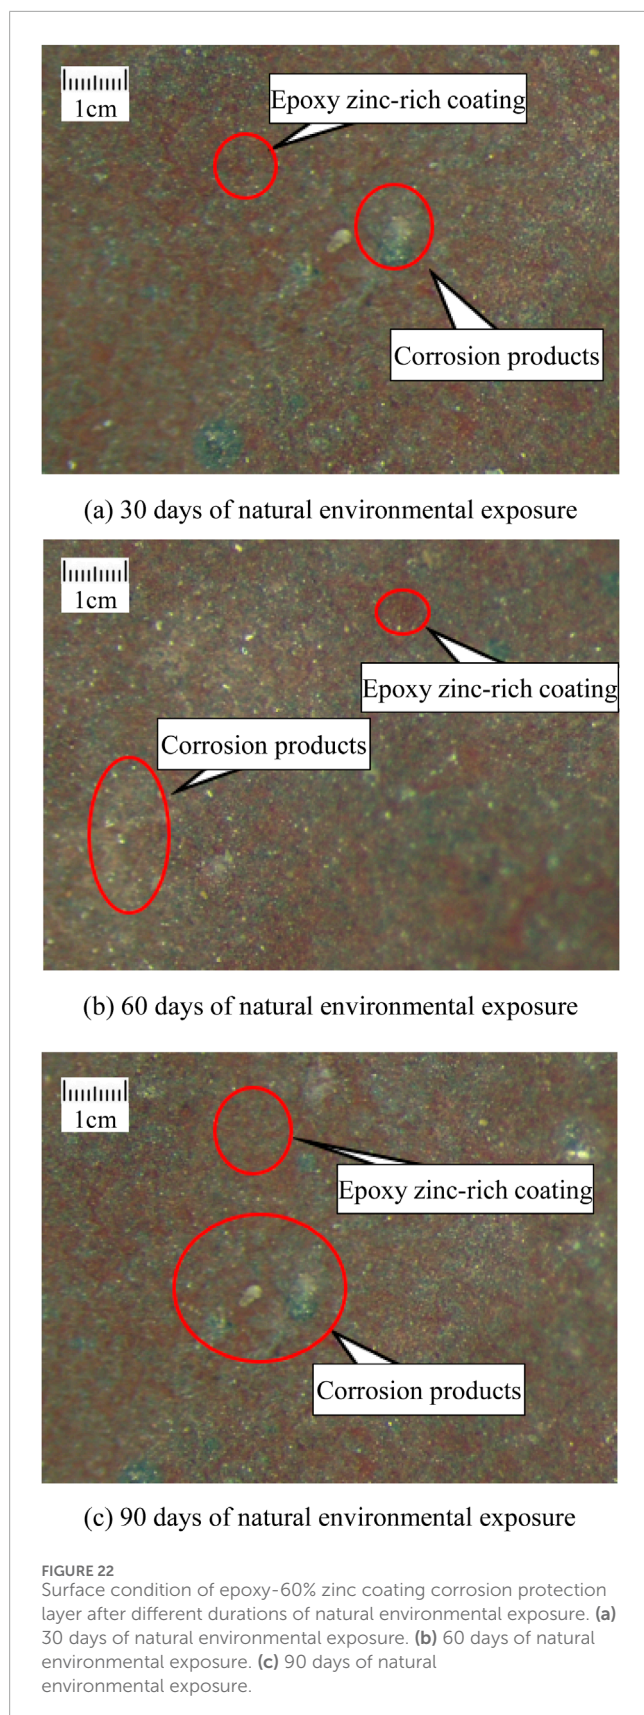 1cm
Epoxy zinc-rich coating
Corrosion products
(a) 30 days of natural environmental exposure
1cm
Epoxy zinc-rich coating
Corrosion products
(b) 60 days of natural environmental exposure
1cm
Epoxy zinc-rich coating
Corrosion products
(c) 90 days of natural environmental exposure
FIGURE 22
Surface condition of epoxy-60% zinc coating corrosion protection
layer after different durations of natural environmental exposure. (a)
30 days of natural environmental exposure. (b) 60 days of natural
environmental exposure. (c) 90 days of natural
environmental exposure.